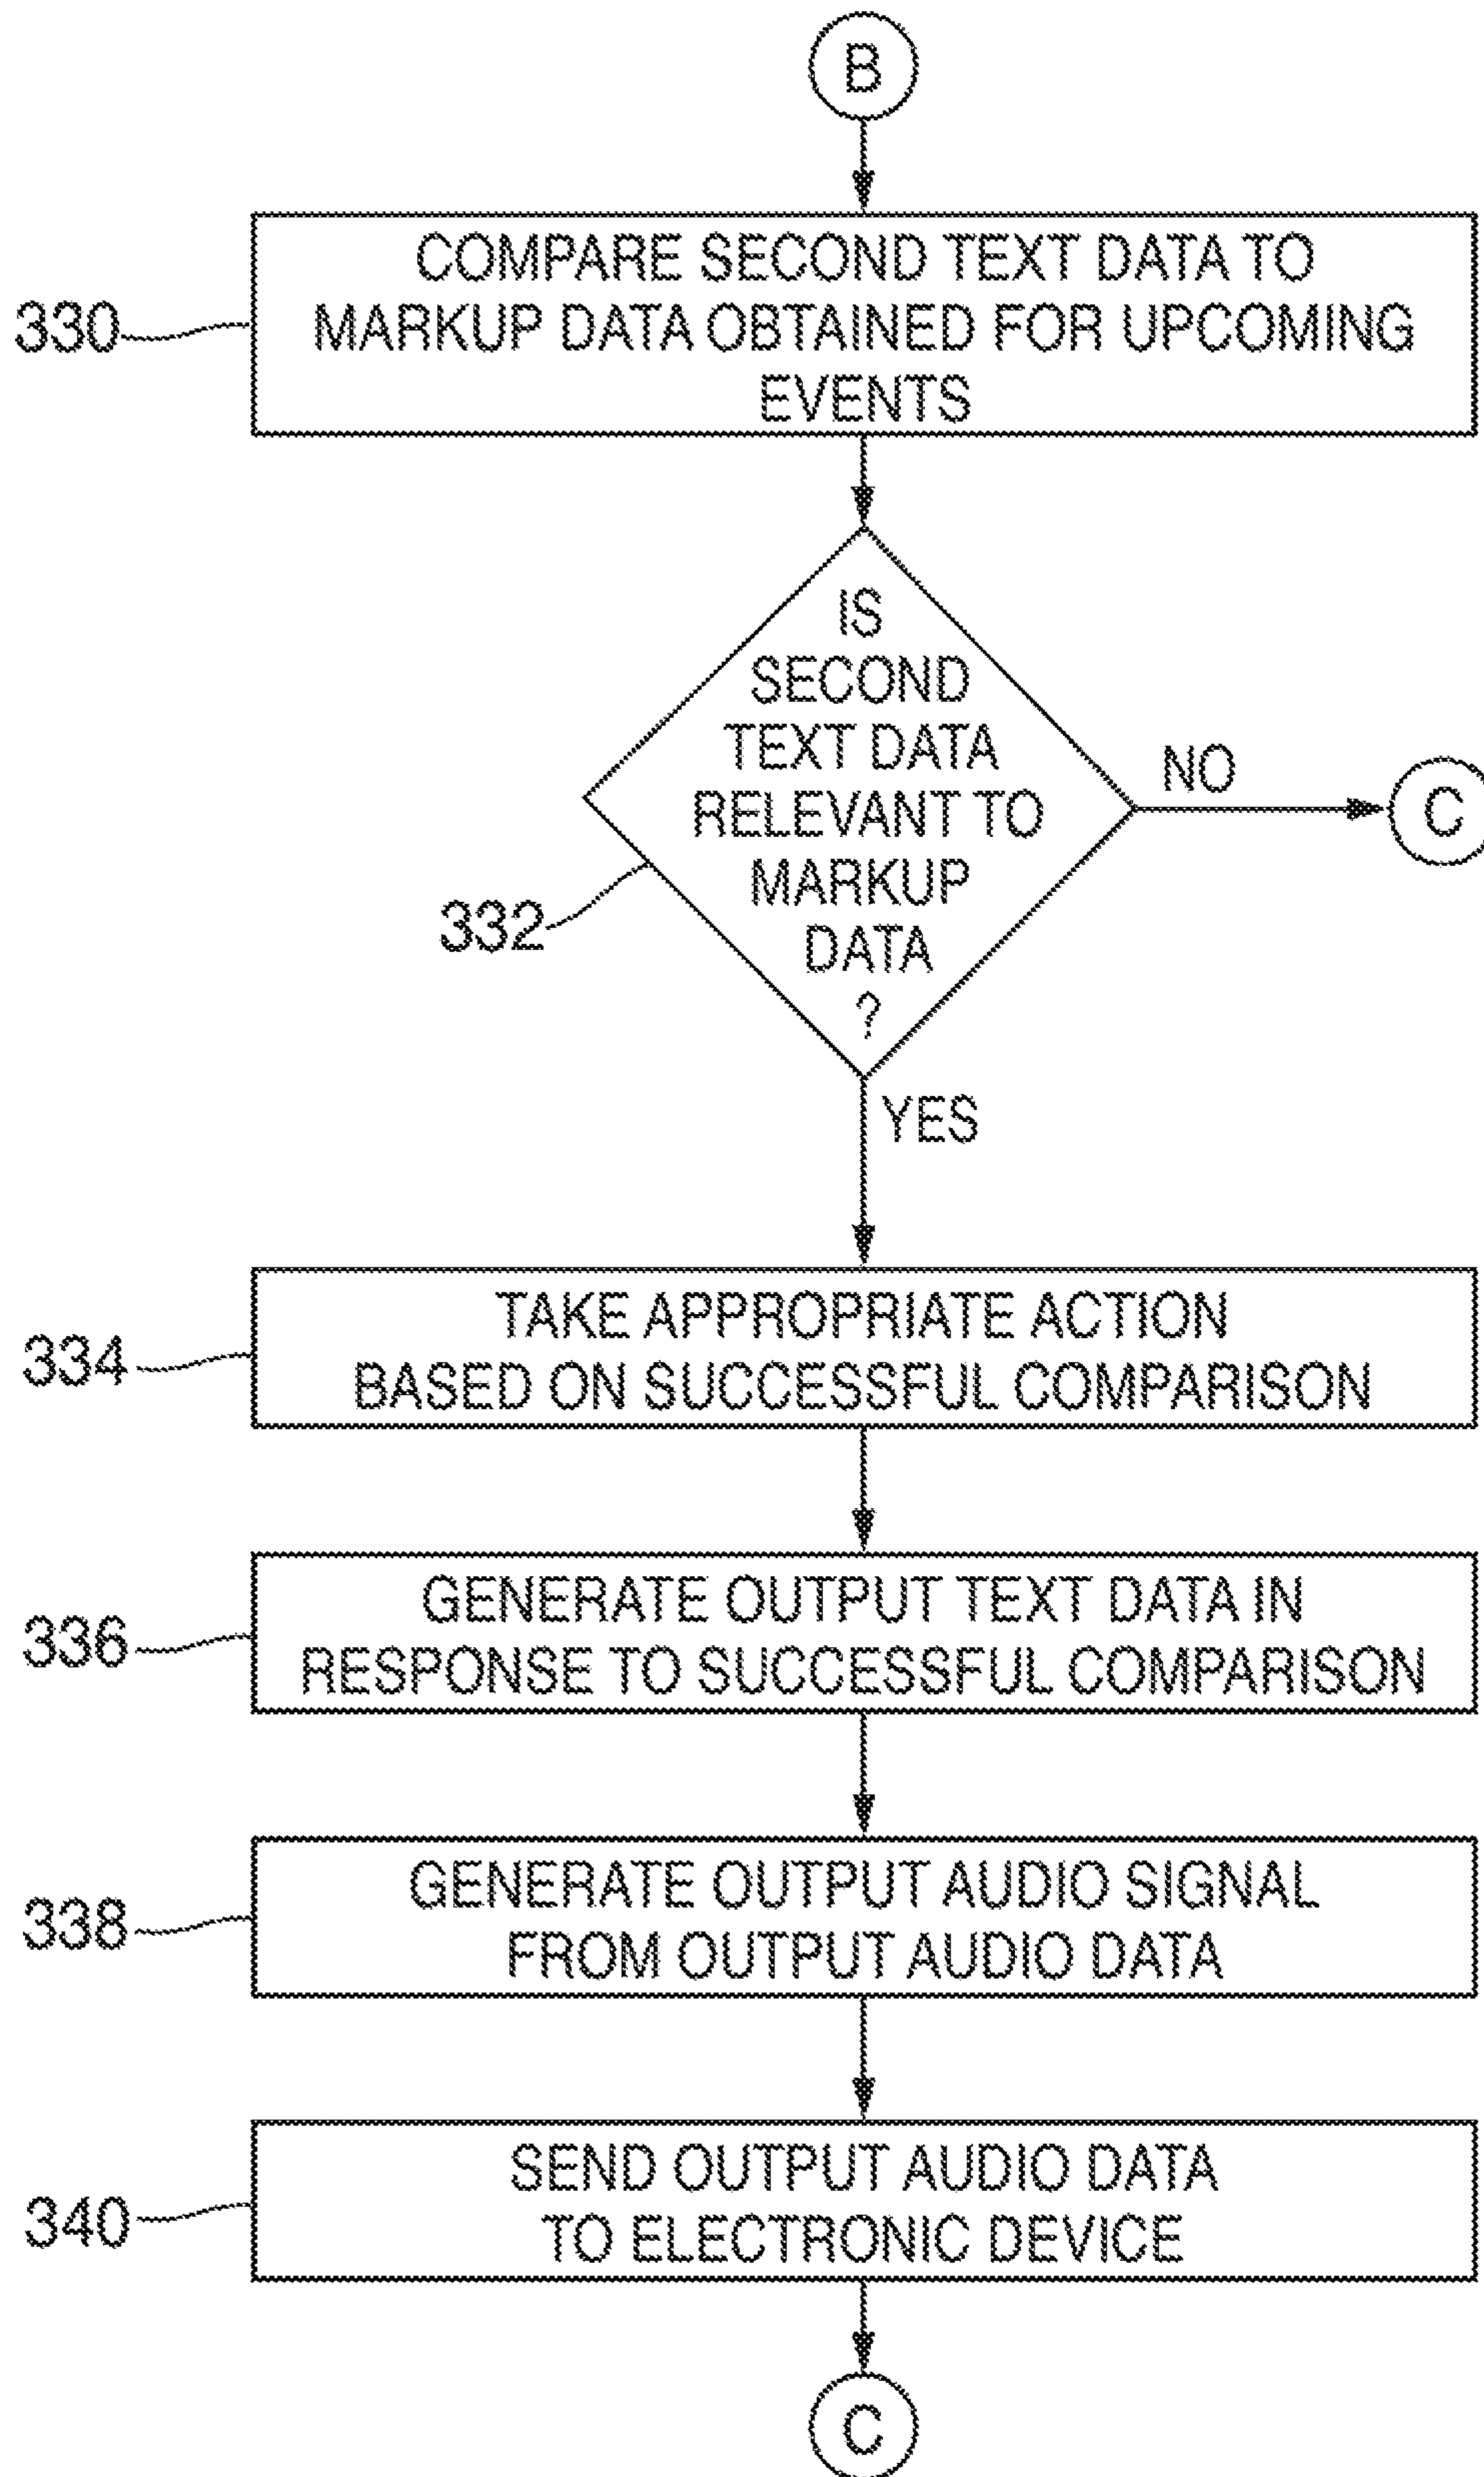 B
COMPARE SECOND TEXT DATA TO
MARKUP DATA OBTAINED FOR UPCOMING
EVENTS
330
IS
SECOND
TEXT DATA
RELEVANT TO
MARKUP
DATA
?
NO
C
332
YES
TAKE APPROPRIATE ACTION
BASED ON SUCCESSFUL COMPARISON
334
GENERATE OUTPUT TEXT DATA IN
RESPONSE TO SUCCESSFUL COMPARISON
336
GENERATE OUTPUT AUDIO SIGNAL
FROM OUTPUT AUDIO DATA
338
SEND OUTPUT AUDIO DATA
TO ELECTRONIC DEVICE
340
C